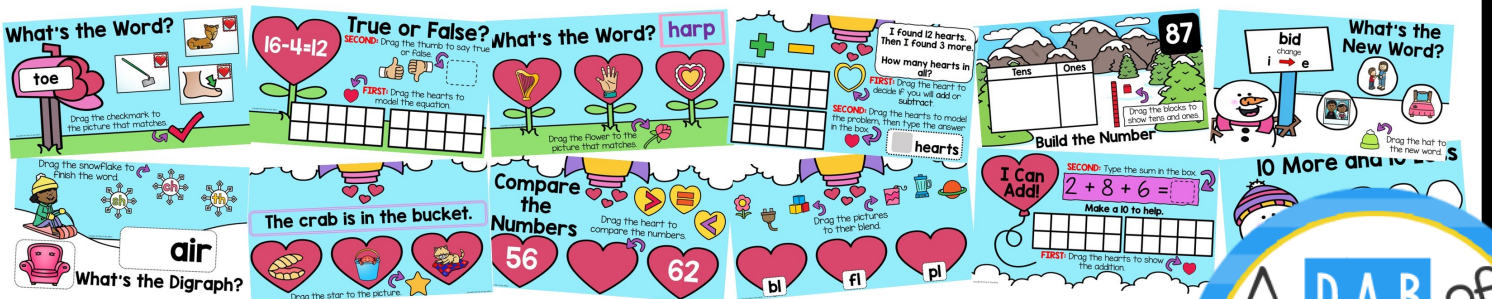 What's the Word?
toe
Drag the checkmark to
the picture that matches.
True or False?
16-4=12
SECOND: Drag the thumb to say true
or false.
FIRST: Drag the hearts to
model the equation.
What's the Word?
harp
Drag the flower to the
picture that matches.
I found 12 hearts.
Then I found 3 more.
How many hearts in
all?
FIRST: Drag the heart to
decide if you will add or
subtract.
SECOND: Drag the hearts to model
the problem, then type the answer
in the box.
hearts
87
Tens
Ones
Drag the blocks to
show tens and ones.
Build the Number
What's the
New Word?
bid
change
i
e
Drag the hat to
the new word.
Drag the snowflake to
finish the word.
sh
ch
th
air
What's the Digraph?
The crab is in the bucket.
Drag the star to the picture.
Compare
the
Numbers
> = <
Drag the heart to
compare the numbers.
56
62
Drag the pictures
to their blend.
bl
fl
pl
I Can
Add!
SECOND: Type the sum in the box.
2 + 8 + 6 =
Make a 10 to help.
FIRST: Drag the hearts to show
the addition.
10 More and 10
A DAB of